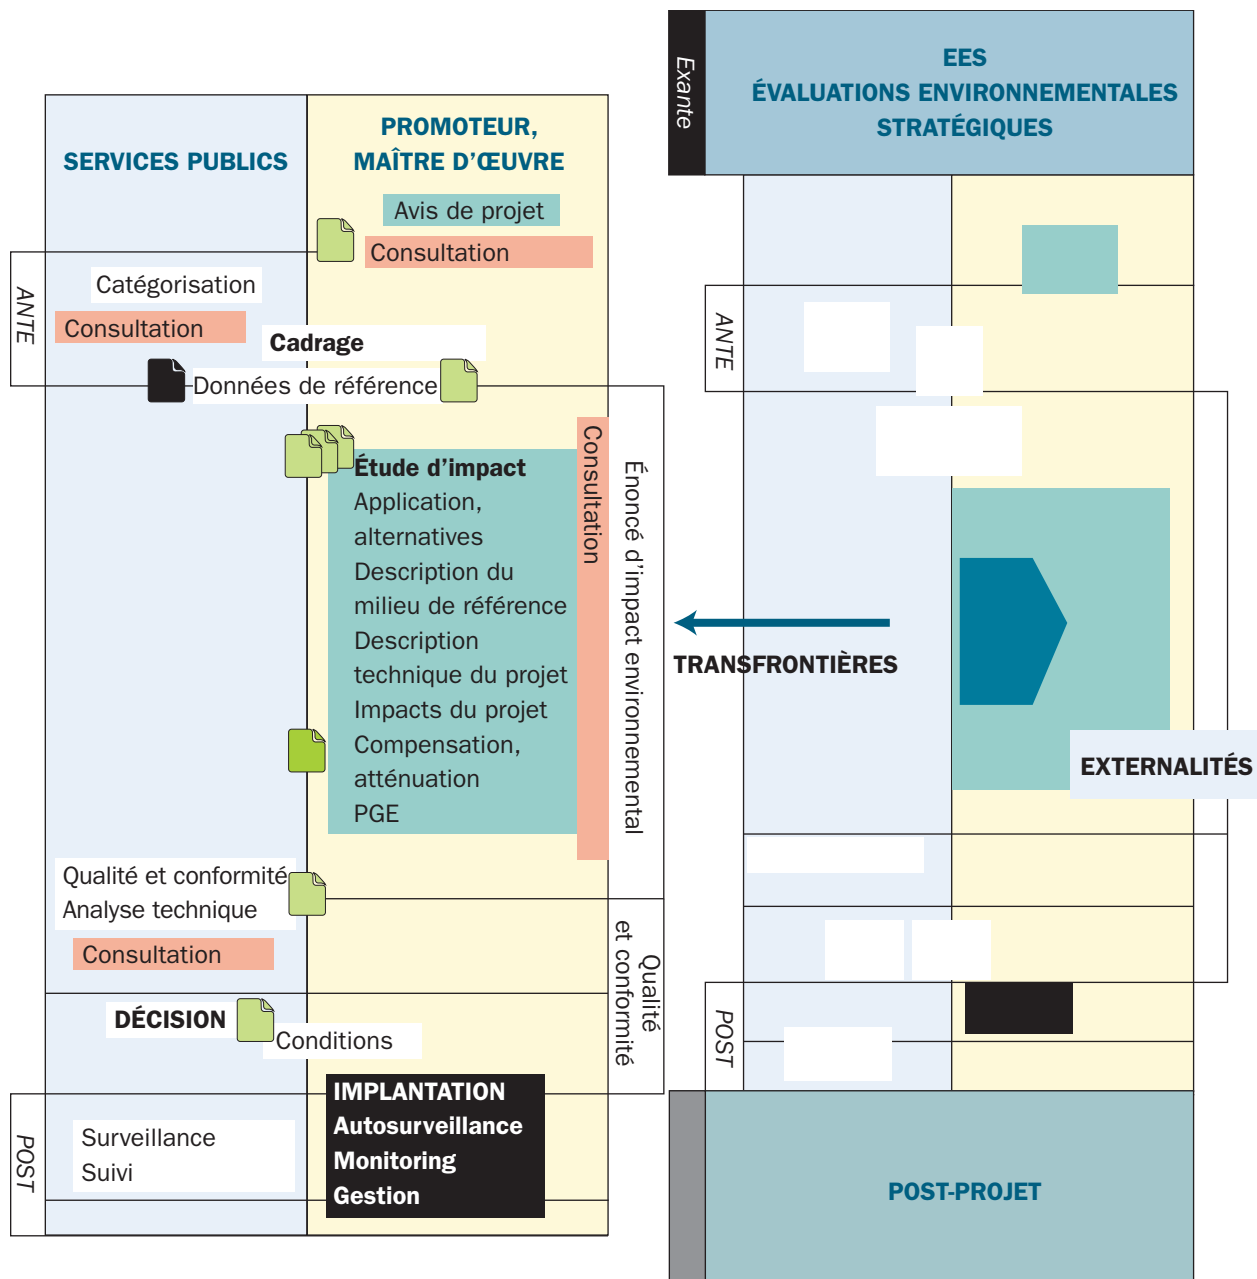 SERVICES PUBLICS
PROMOTEUR,
MAÎTRE D'ŒUVRE
Avis de projet
Consultation
ANTE
Catégorisation
Consultation
Cadrage
Données de référence
Étude d'impact
Application,
alternatives
Description du
milieu de référence
Description
technique du projet
Impacts du projet
Compensation,
atténuation
PGE
Consultation
Énoncé d'impact environnemental
Qualité et conformité
Analyse technique
Consultation
Qualité
et conformité
DÉCISION
Conditions
POST
Surveillance
Suivi
IMPLANTATION
Autosurveillance
Monitoring
Gestion
Exante
EES
ÉVALUATIONS ENVIRONNEMENTALES
STRATÉGIQUES
ANTE
TRANSFRONTIÈRES
EXTERNALITÉS
POST
POST-PROJET